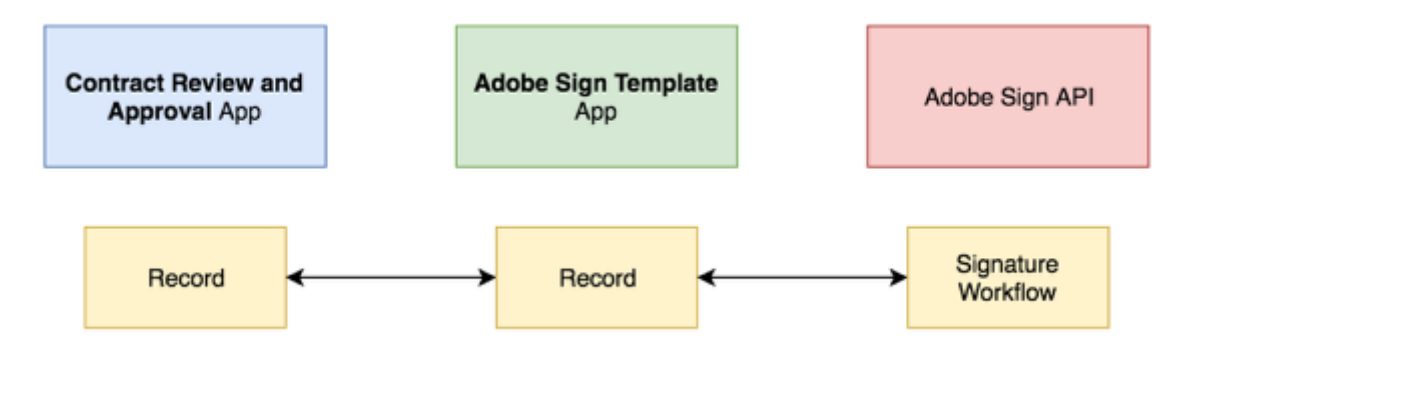 Contract Review and
Approval App
Adobe Sign Template
App
Adobe Sign API
Record
Record
Signature
Workflow